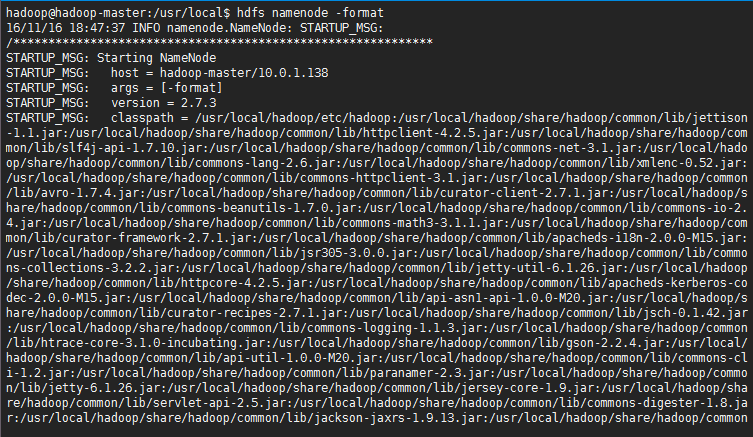 hadoop@hadoop-master:/usr/local$ hdfs namenode -format
16/11/16 18:47:37 INFO namenode.NameNode: STARTUP_MSG:
/************************************************************
STARTUP_MSG: Starting NameNode
STARTUP_MSG:   host = hadoop-master/10.0.1.138
STARTUP_MSG:   args = [-format]
STARTUP_MSG:   version = 2.7.3
STARTUP_MSG:   classpath = /usr/local/hadoop/etc/hadoop:/usr/local/hadoop/share/hadoop/common/lib/jettison
-1.1.jar:/usr/local/hadoop/share/hadoop/common/lib/httpclient-4.2.5.jar:/usr/local/hadoop/share/hadoop/com
mon/lib/slf4j-api-1.7.10.jar:/usr/local/hadoop/share/hadoop/common/lib/commons-net-3.1.jar:/usr/local/hado
op/share/hadoop/common/lib/commons-lang-2.6.jar:/usr/local/hadoop/share/hadoop/common/lib/xmlenc-0.52.jar:
/usr/local/hadoop/share/hadoop/common/lib/commons-httpclient-3.1.jar:/usr/local/hadoop/share/hadoop/common
/lib/avro-1.7.4.jar:/usr/local/hadoop/share/hadoop/common/lib/curator-client-2.7.1.jar:/usr/local/hadoop/s
hare/hadoop/common/lib/commons-beanutils-1.7.0.jar:/usr/local/hadoop/share/hadoop/common/lib/commons-io-2.
4.jar:/usr/local/hadoop/share/hadoop/common/lib/commons-math3-3.1.1.jar:/usr/local/hadoop/share/hadoop/com
mon/lib/curator-framework-2.7.1.jar:/usr/local/hadoop/share/hadoop/common/lib/apacheds-i18n-2.0.0-M15.jar:
/usr/local/hadoop/share/hadoop/common/lib/jsr305-3.0.0.jar:/usr/local/hadoop/share/hadoop/common/lib/commo
ns-collections-3.2.2.jar:/usr/local/hadoop/share/hadoop/common/lib/jetty-util-6.1.26.jar:/usr/local/hadoop
/share/hadoop/common/lib/httpcore-4.2.5.jar:/usr/local/hadoop/share/hadoop/common/lib/apacheds-kerberos-co
dec-2.0.0-M15.jar:/usr/local/hadoop/share/hadoop/common/lib/api-asn1-api-1.0.0-M20.jar:/usr/local/hadoop/s
hare/hadoop/common/lib/curator-recipes-2.7.1.jar:/usr/local/hadoop/share/hadoop/common/lib/jsch-0.1.42.jar
:/usr/local/hadoop/share/hadoop/common/lib/commons-logging-1.1.3.jar:/usr/local/hadoop/share/hadoop/common
/lib/htrace-core-3.1.0-incubating.jar:/usr/local/hadoop/share/hadoop/common/lib/gson-2.2.4.jar:/usr/local/
hadoop/share/hadoop/common/lib/api-util-1.0.0-M20.jar:/usr/local/hadoop/share/hadoop/common/lib/commons-cl
i-1.2.jar:/usr/local/hadoop/share/hadoop/common/lib/paranamer-2.3.jar:/usr/local/hadoop/share/hadoop/commo
n/lib/jetty-6.1.26.jar:/usr/local/hadoop/share/hadoop/common/lib/jersey-core-1.9.jar:/usr/local/hadoop/sha
re/hadoop/common/lib/servlet-api-2.5.jar:/usr/local/hadoop/share/hadoop/common/lib/commons-digester-1.8.ja
r:/usr/local/hadoop/share/hadoop/common/lib/jackson-jaxrs-1.9.13.jar:/usr/local/hadoop/share/hadoop/common